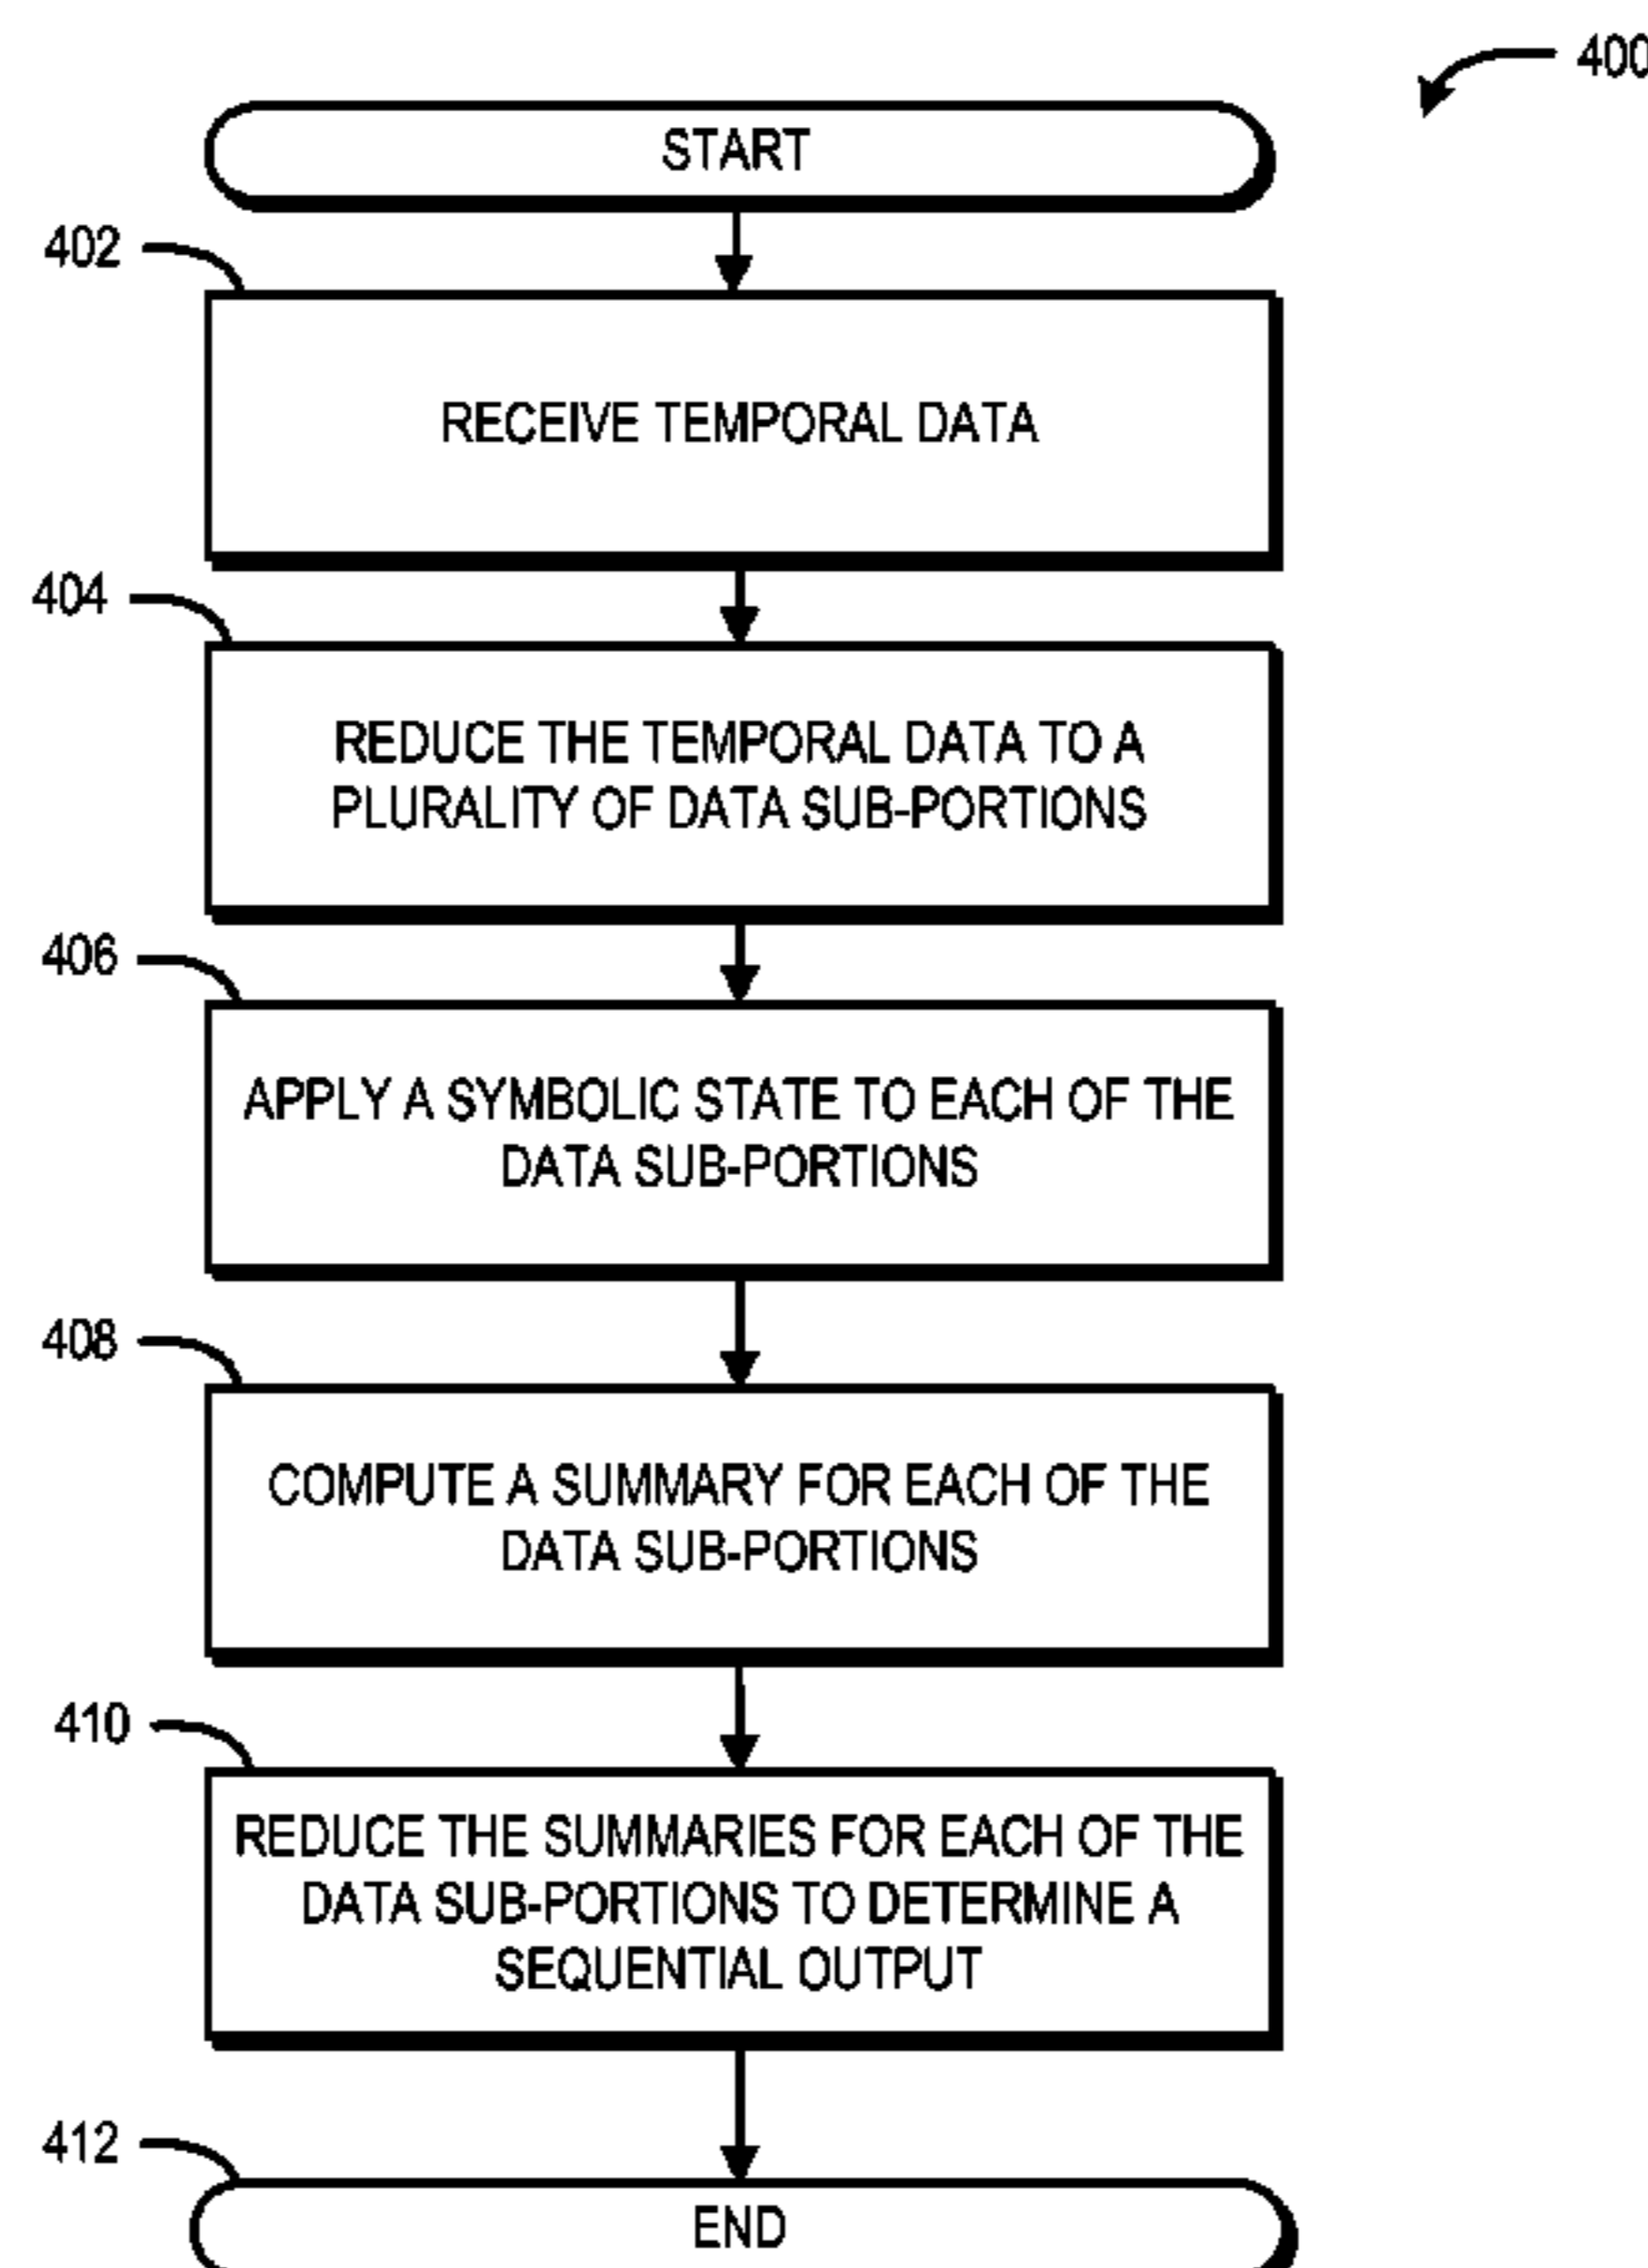 400
START
402
RECEIVE TEMPORAL DATA
404
REDUCE THE TEMPORAL DATA TO A
PLURALITY OF DATA SUB-PORTIONS
406
APPLY A SYMBOLIC STATE TO EACH OF THE
DATA SUB-PORTIONS
408
COMPUTE A SUMMARY FOR EACH OF THE
DATA SUB-PORTIONS
410
REDUCE THE SUMMARIES FOR EACH OF THE
DATA SUB-PORTIONS TO DETERMINE A
SEQUENTIAL OUTPUT
412
END